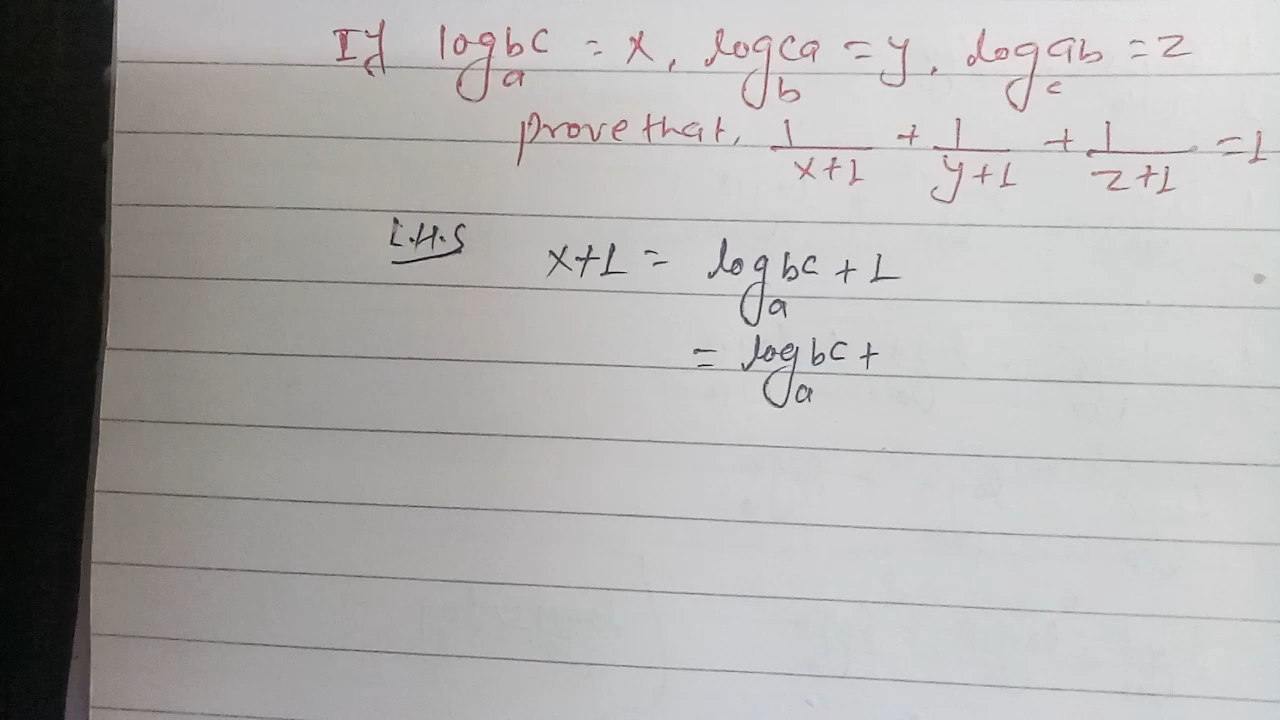 If log_a bc = x, log_b ca = y, log_c ab = z
prove that, 1/(x+1) + 1/(y+1) + 1/(z+1) = 1
L.H.S x+1 = log_a bc + 1
= log_a bc +